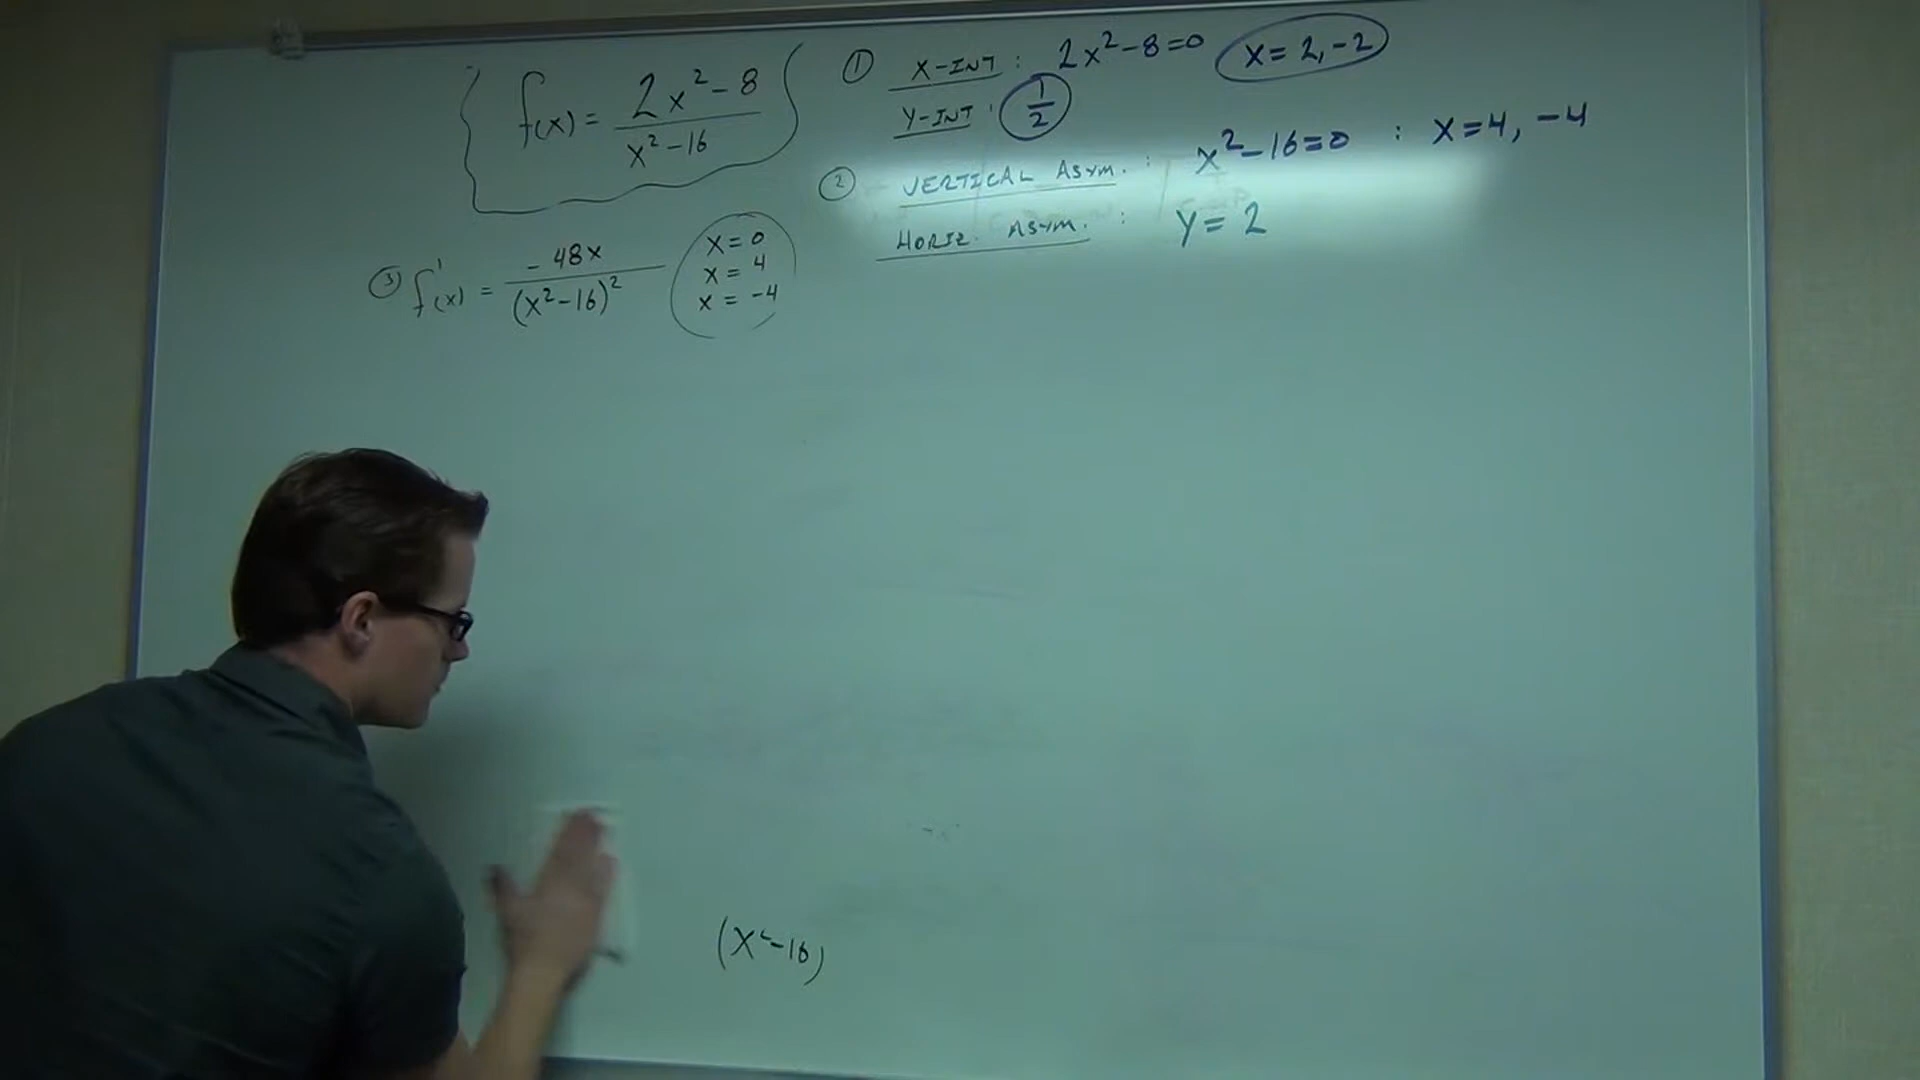 f(x) = 2x² - 8 / x² - 16
① X-INT : 2x² - 8 = 0 x = 2, -2
Y-INT : 1/2
② VERTICAL ASYM. : x² - 16 = 0 : x = 4, -4
HORIZ. ASYM. : y = 2
③ f'(x) = -48x / (x² - 16)²
x = 0
x = 4
x = -4
(x² - 16)